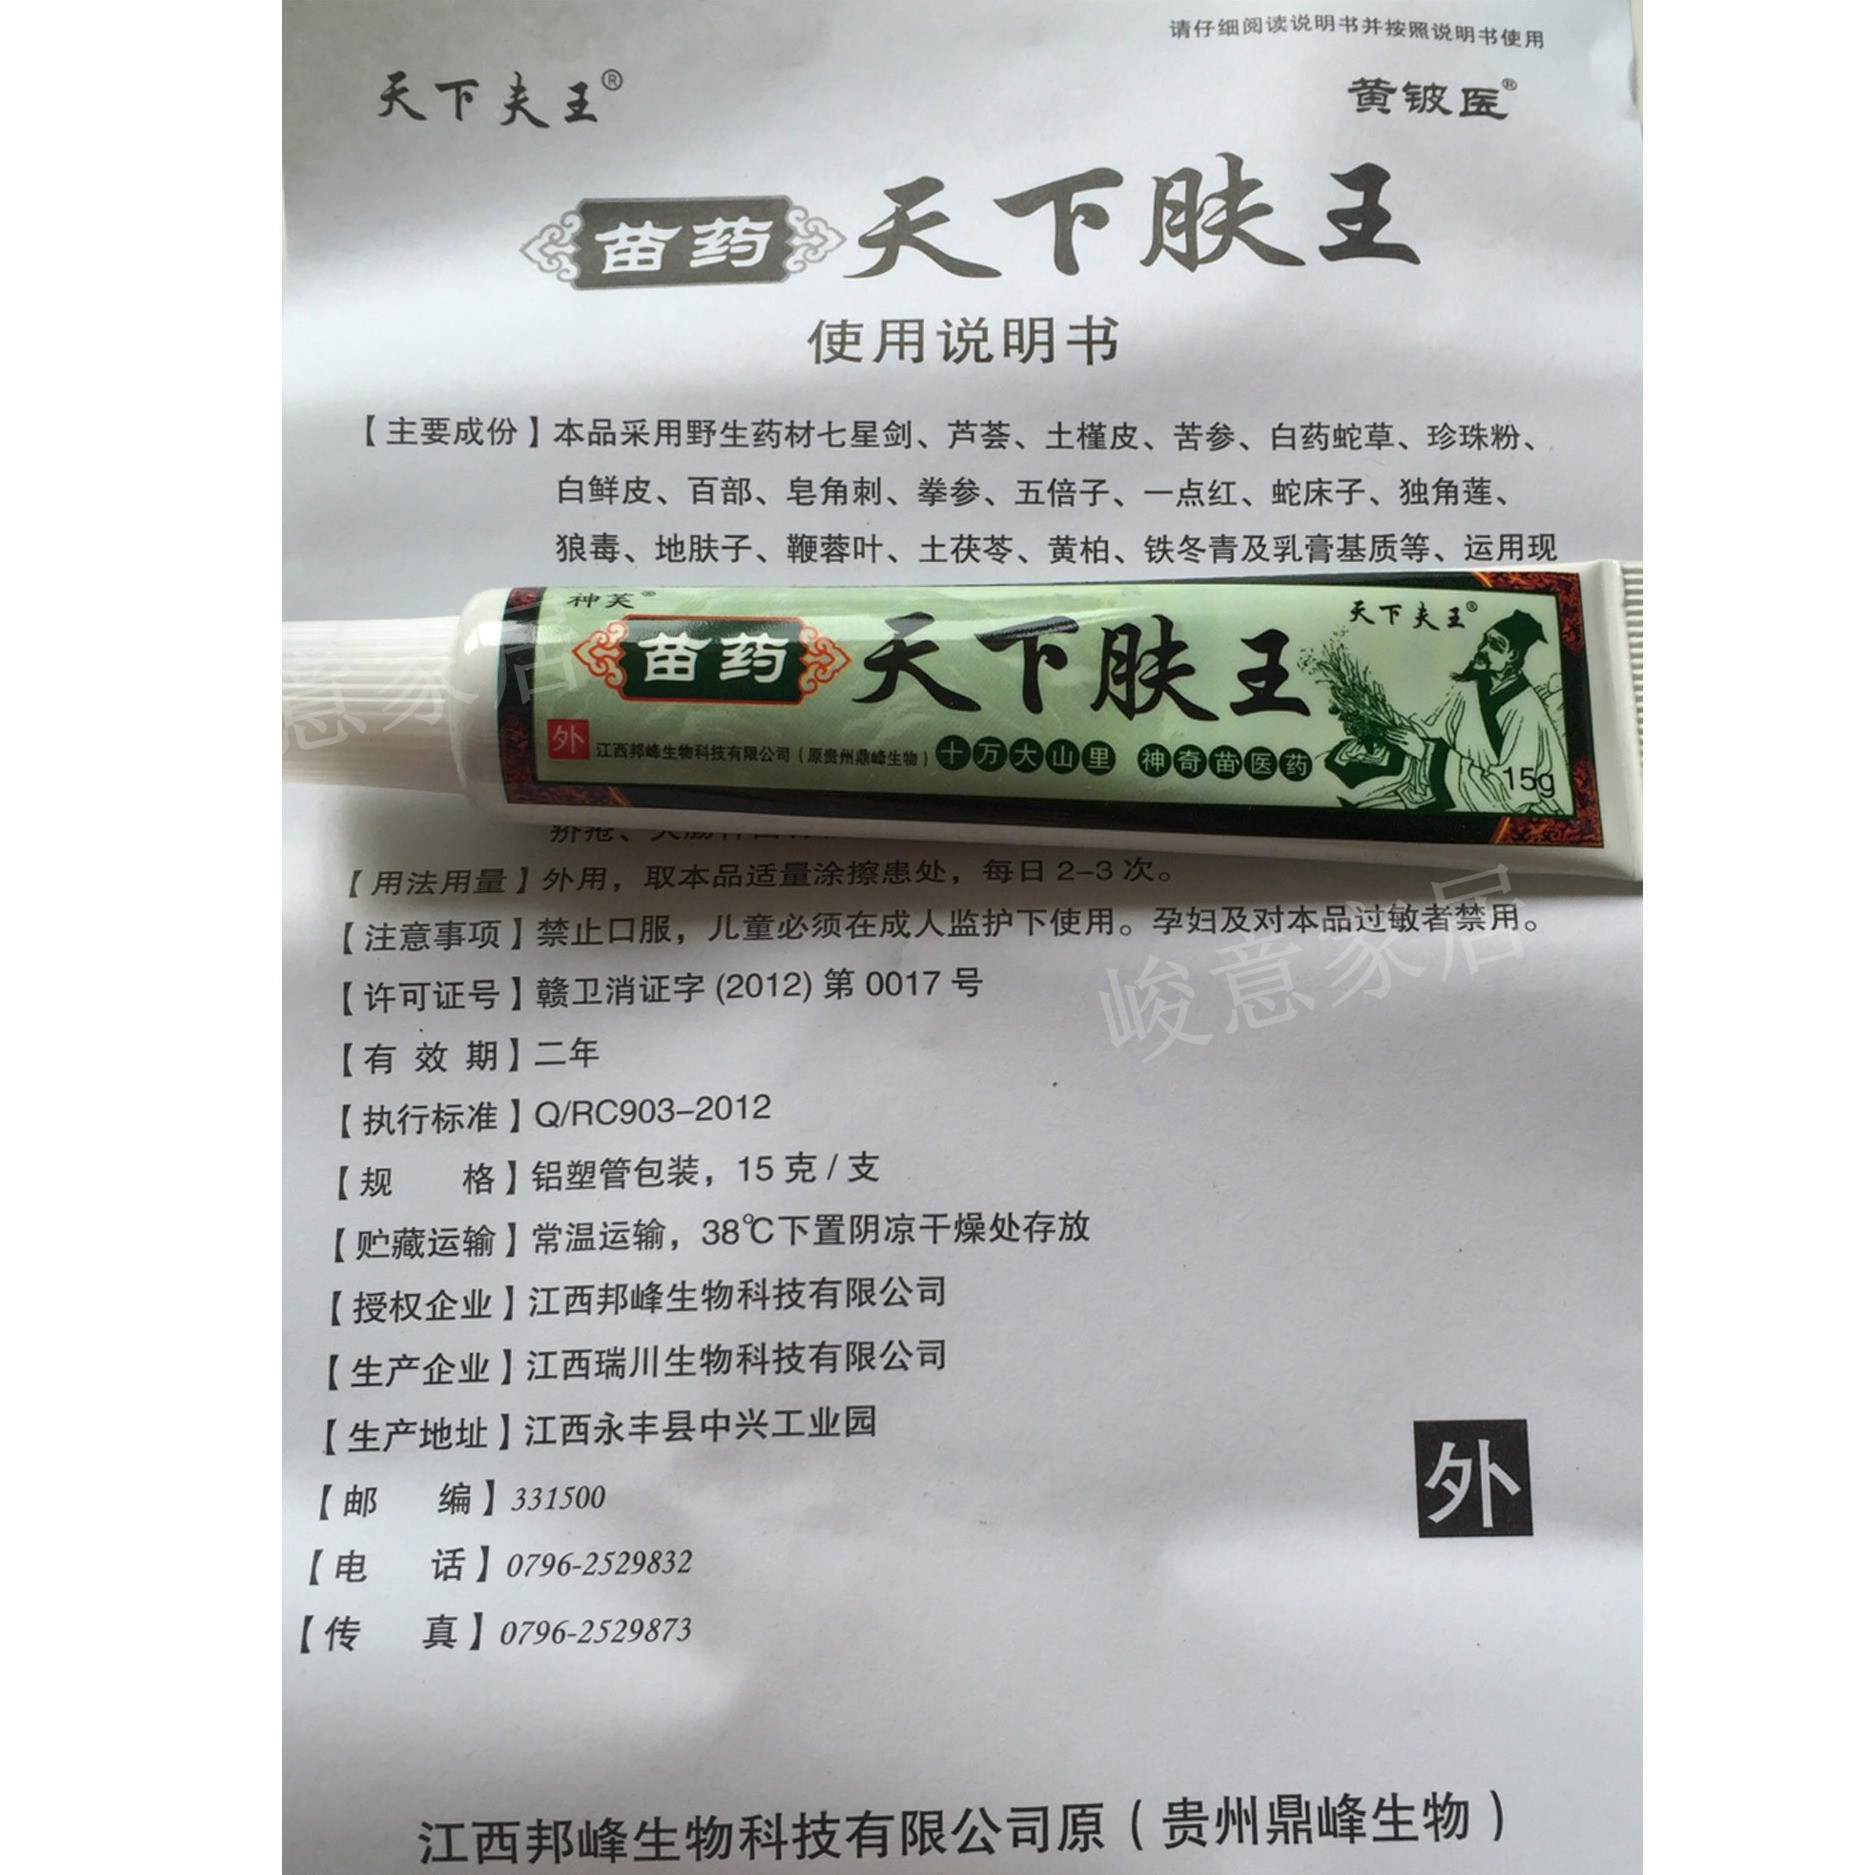 请仔细阅读说明书并按照说明书使用
天下夫王®
黄铍医®
苗药 天下肤王
使用说明书
【主要成份】本品采用野生药材七星剑、芦荟、土槿皮、苦参、白药蛇草、珍珠粉、
白鲜皮、百部、皂角刺、拳参、五倍子、一点红、蛇床子、独角莲、
狼毒、地肤子、鞭蓉叶、土茯苓、黄柏、铁冬青及乳膏基质等、运用现
神芙®
天下夫王®
苗药 天下肤王
外 江西邦峰生物科技有限公司（原贵州鼎峰生物） 十万大山里 神奇苗医药
15g
意家居
【用法用量】外用，取本品适量涂擦患处，每日2-3次。
【注意事项】禁止口服，儿童必须在成人监护下使用。孕妇及对本品过敏者禁用。
【许可证号】赣卫消证字(2012)第0017号
峻意家居
【有效期】二年
【执行标准】Q/RC903-2012
【规 格】铝塑管包装，15克/支
【贮藏运输】常温运输，38℃下置阴凉干燥处存放
【授权企业】江西邦峰生物科技有限公司
【生产企业】江西瑞川生物科技有限公司
【生产地址】江西永丰县中兴工业园
【邮 编】331500
【电 话】0796-2529832
【传 真】0796-2529873
外
江西邦峰生物科技有限公司原（贵州鼎峰生物）